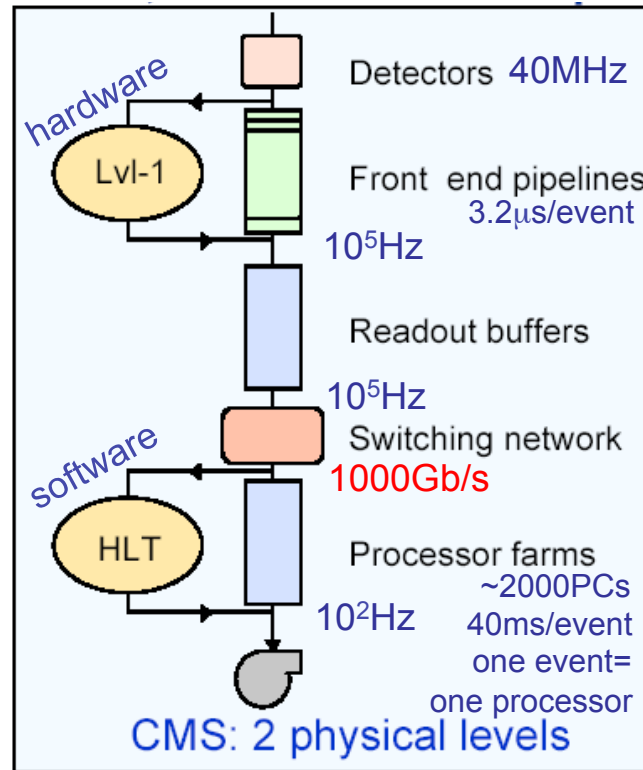 Detectors 40MHz
hardware
Lvl-1
Front end pipelines
3.2μs/event
10⁵Hz
Readout buffers
10⁵Hz
Switching network
1000Gb/s
software
HLT
Processor farms
~2000PCs
40ms/event
one event=
one processor
10²Hz
CMS: 2 physical levels